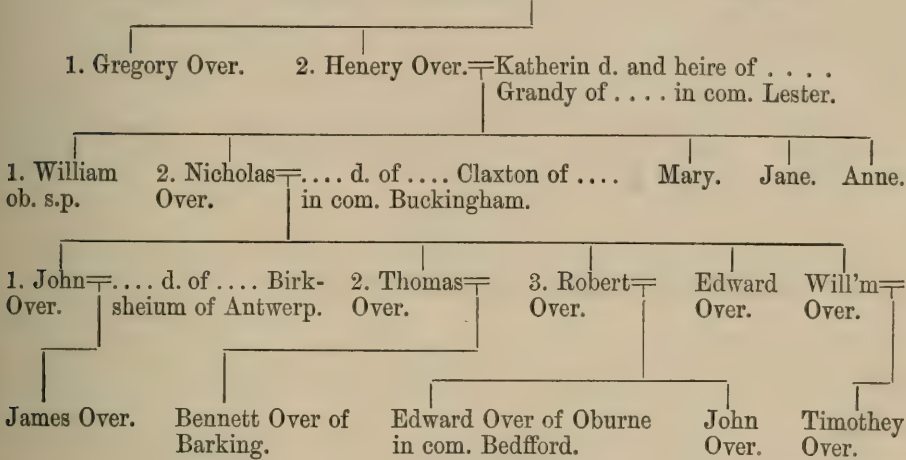 1. Gregory Over. 2. Henery Over.=Katherin d. and heire of . . . .
Grandy of . . . . in com. Lester.
1. William 2. Nicholas=. . . . d. of . . . . Claxton of . . . . Mary. Jane. Anne.
ob. s.p. Over. in com. Buckingham.
1. John=. . . . d. of . . . . Birk- 2. Thomas= 3. Robert= Edward Will'm=
Over. sheium of Antwerp. Over. Over. Over. Over.
James Over. Bennett Over of Edward Over of Oburne John Timothey
Barking. in com. Bedfford. Over. Over.